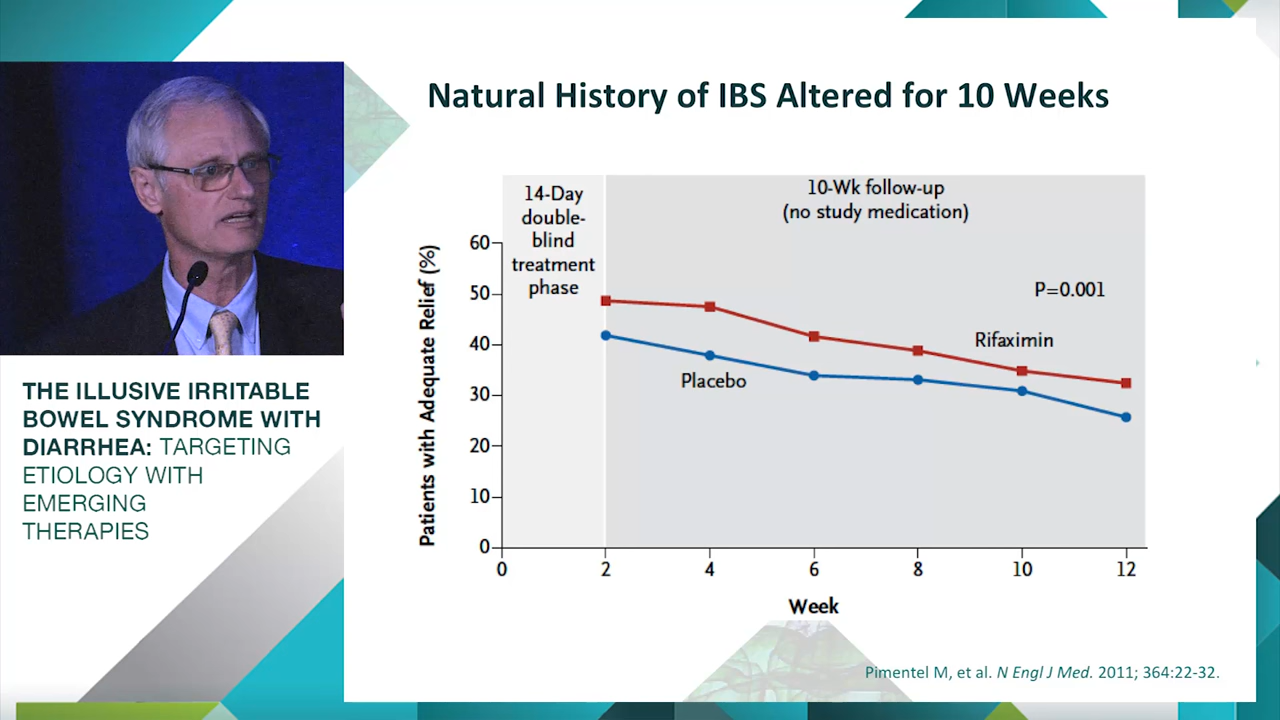 Natural History of IBS Altered for 10 Weeks
14-Day
double-
blind
treatment
phase
10-Wk follow-up
(no study medication)
P=0.001
Rifaximin
Placebo
Patients with Adequate Relief (%)
60
50
40
30
20
10
0
0 2 4 6 8 10 12
Week
THE ILLUSIVE IRRITABLE
BOWEL SYNDROME WITH
DIARRHEA: TARGETING
ETIOLOGY WITH
EMERGING
THERAPIES
Pimentel M, et al. N Engl J Med. 2011; 364:22-32.